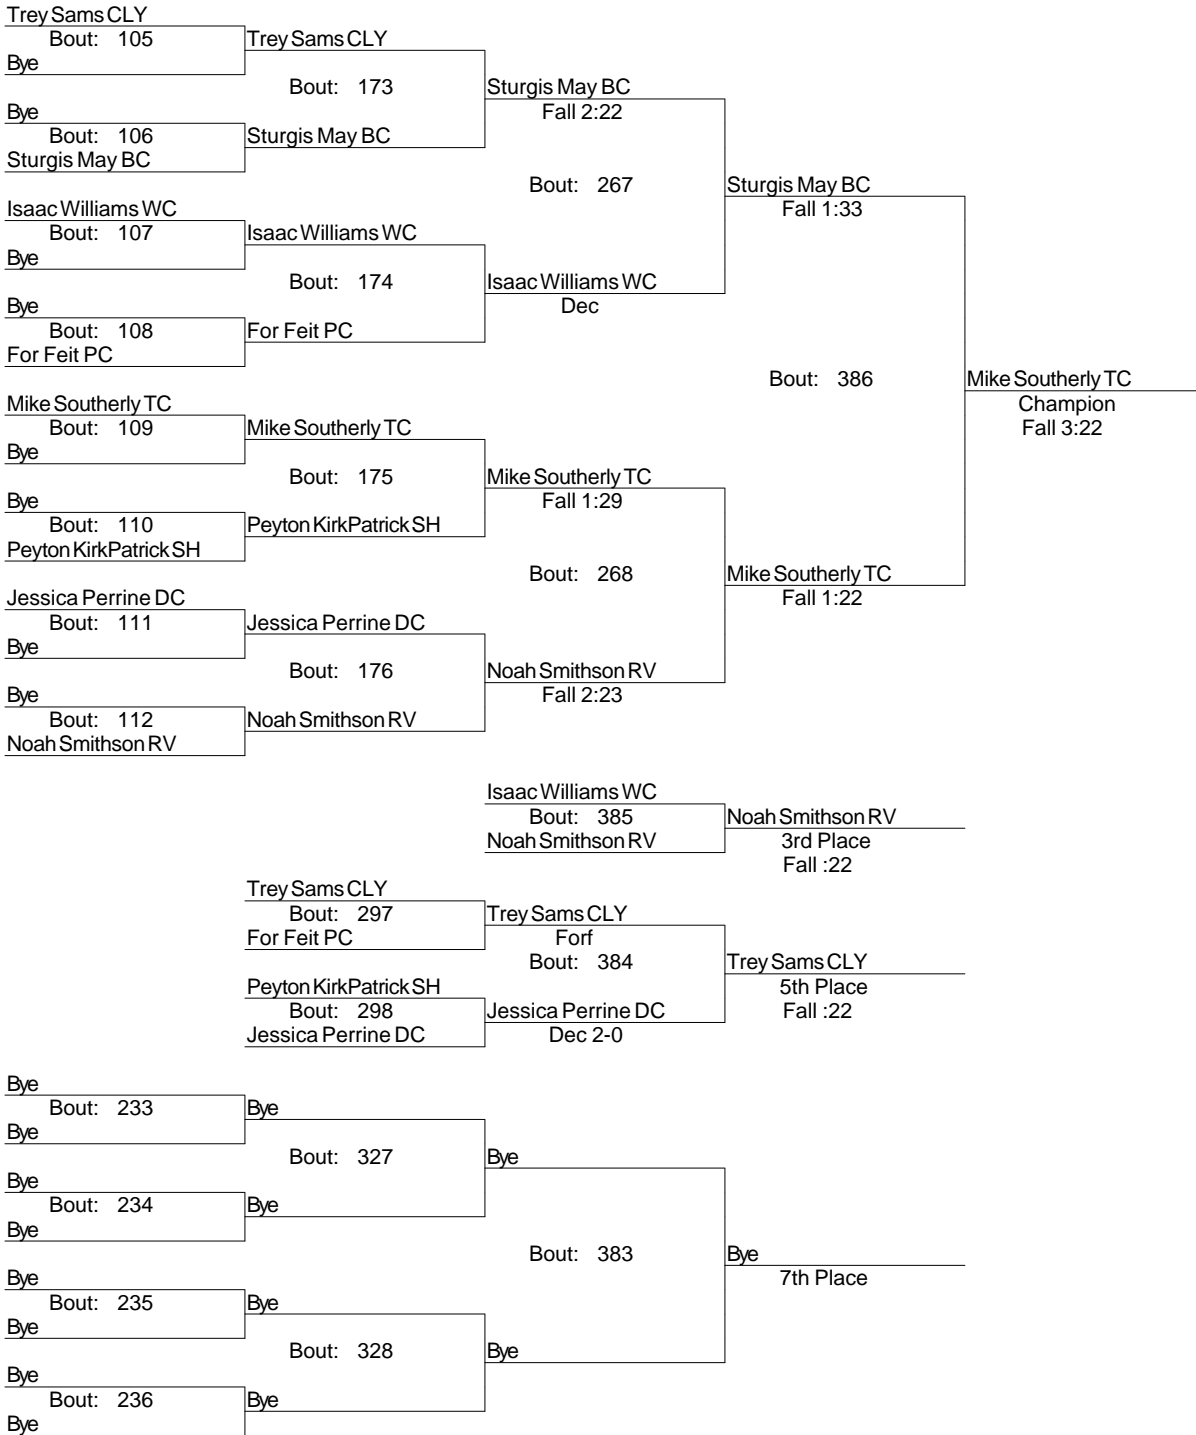 Trey Sams CLY
Bout: 105
Bye
Trey Sams CLY
Bout: 173
Bye
Bout: 106
Sturgis May BC
Sturgis May BC
Sturgis May BC
Fall 2:22
Bout: 267
Isaac Williams WC
Bout: 107
Bye
Isaac Williams WC
Bout: 174
Bye
Bout: 108
For Feit PC
For Feit PC
Isaac Williams WC
Dec
Sturgis May BC
Fall 1:33
Bout: 386
Mike Southerly TC
Champion
Fall 3:22
Mike Southerly TC
Bout: 109
Bye
Mike Southerly TC
Bout: 175
Bye
Bout: 110
Peyton KirkPatrick SH
Peyton KirkPatrick SH
Mike Southerly TC
Fall 1:29
Bout: 268
Mike Southerly TC
Fall 1:22
Jessica Perrine DC
Bout: 111
Bye
Jessica Perrine DC
Bout: 176
Bye
Bout: 112
Noah Smithson RV
Noah Smithson RV
Noah Smithson RV
Fall 2:23
Isaac Williams WC
Bout: 385
Noah Smithson RV
Noah Smithson RV
3rd Place
Fall :22
Trey Sams CLY
Bout: 297
For Feit PC
Trey Sams CLY
Forf
Bout: 384
Peyton KirkPatrick SH
Bout: 298
Jessica Perrine DC
Jessica Perrine DC
Dec 2-0
Trey Sams CLY
5th Place
Fall :22
Bye
Bout: 233
Bye
Bye
Bout: 327
Bye
Bout: 234
Bye
Bye
Bye
Bout: 383
Bye
7th Place
Bye
Bout: 235
Bye
Bye
Bout: 328
Bye
Bye
Bout: 236
Bye
Bye